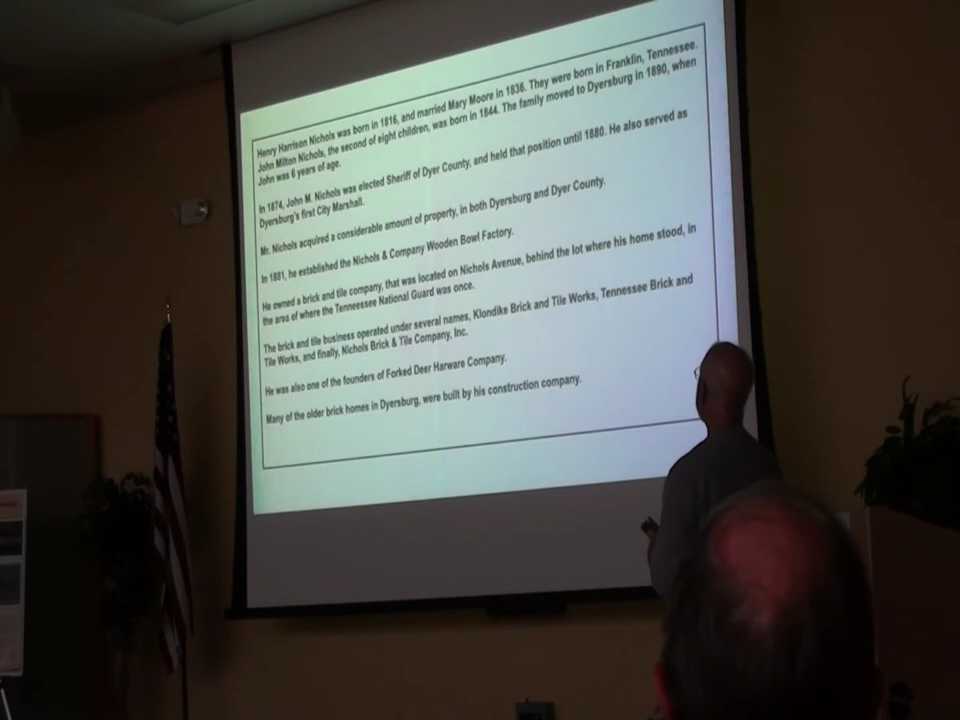 Henry Harrison Nichols was born in 1816, and married Mary Moore in 1836. They were born in Franklin, Tennessee.
John Milton Nichols, the second of eight children, was born in 1844. The family moved to Dyersburg in 1890, when
John was 6 years of age.
In 1874, John M. Nichols was elected Sheriff of Dyer County, and held that position until 1880. He also served as
Dyersburg's first City Marshall.
Mr. Nichols acquired a considerable amount of property, in both Dyersburg and Dyer County.
In 1881, he established the Nichols & Company Wooden Bowl Factory.
He owned a brick and tile company, that was located on Nichols Avenue, behind the lot where his home stood, in
the area of where the Tenneessee National Guard was once.
The brick and tile business operated under several names, Klondike Brick and Tile Works, Tennessee Brick and
Tile Works, and finally, Nichols Brick & Tile Company, Inc.
He was also one of the founders of Forked Deer Harware Company.
Many of the older brick homes in Dyersburg, were built by his construction company.